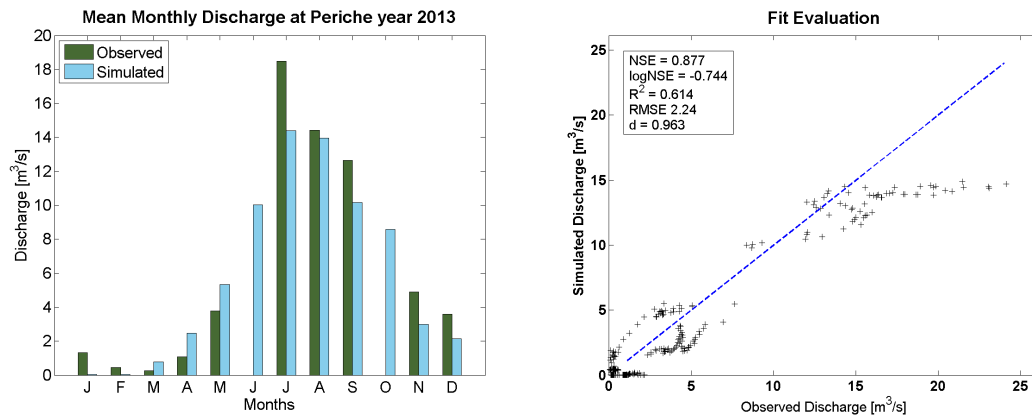 Mean Monthly Discharge at Periche year 2013
Discharge [m³/s]
20
18
16
14
12
10
8
6
4
2
0
Observed
Simulated
J F M A M J J A S O N D
Months
Fit Evaluation
Simulated Discharge [m³/s]
25
20
15
10
5
0
NSE = 0.877
logNSE = -0.744
R² = 0.614
RMSE 2.24
d = 0.963
0 5 10 15 20 25
Observed Discharge [m³/s]